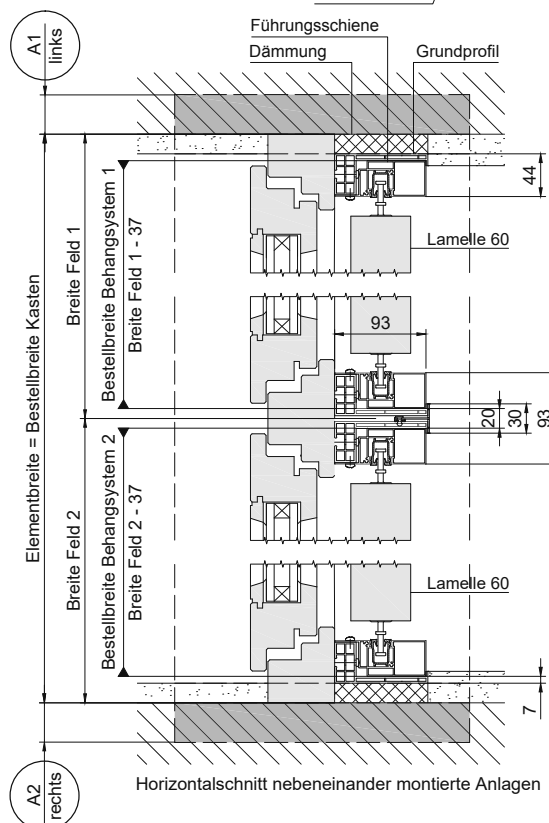 A1
links
Führungsschiene
Dämmung
Grundprofil
Elementbreite = Bestellbreite Kasten
Breite Feld 1
Bestellbreite Behangsystem 1
Breite Feld 1 - 37
44
Lamelle 60
93
20
30
93
Breite Feld 2
Bestellbreite Behangsystem 2
Breite Feld 2 - 37
Lamelle 60
7
A2
rechts
Horizontalschnitt nebeneinander montierte Anlagen